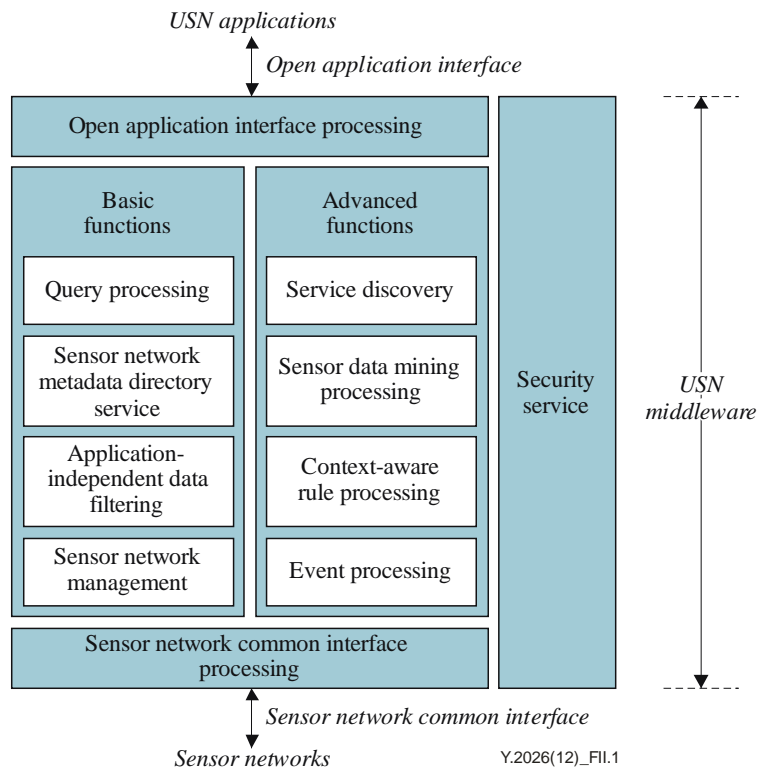 USN applications
Open application interface
Open application interface processing
Basic
functions
Query processing
Sensor network
metadata directory
service
Application-
independent data
filtering
Sensor network
management
Advanced
functions
Service discovery
Sensor data mining
processing
Context-aware
rule processing
Event processing
Security
service
USN
middleware
Sensor network common interface
processing
Sensor network common interface
Sensor networks
Y.2026(12)_FII.1